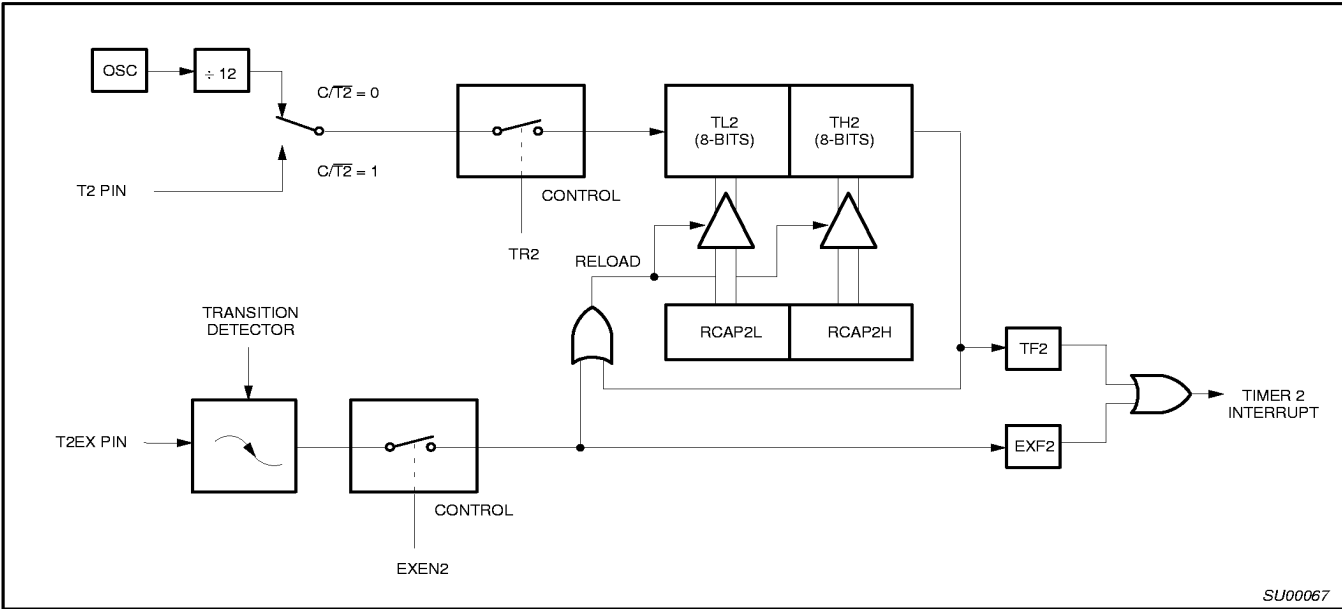 OSC
÷ 12
C/T2̅ = 0
C/T2̅ = 1
T2 PIN
CONTROL
TR2
TL2
(8-BITS)
TH2
(8-BITS)
RELOAD
RCAP2L
RCAP2H
TRANSITION
DETECTOR
T2EX PIN
CONTROL
EXEN2
TF2
EXF2
TIMER 2
INTERRUPT
SU00067